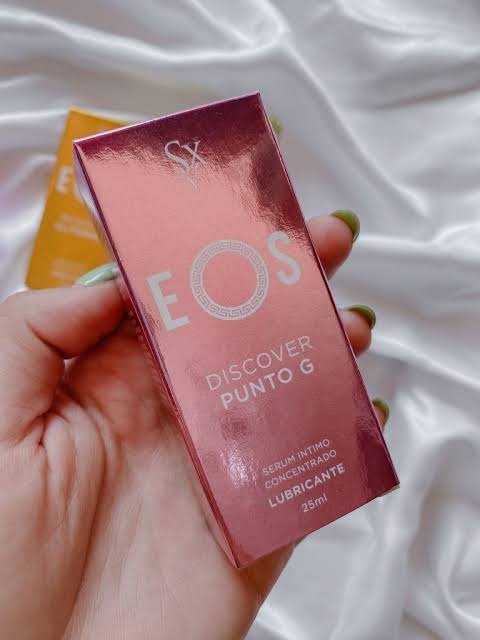 SX
EOS
DISCOVER
PUNTO G
SERUM INTIMO
CONCENTRADO
LUBRICANTE
25ml